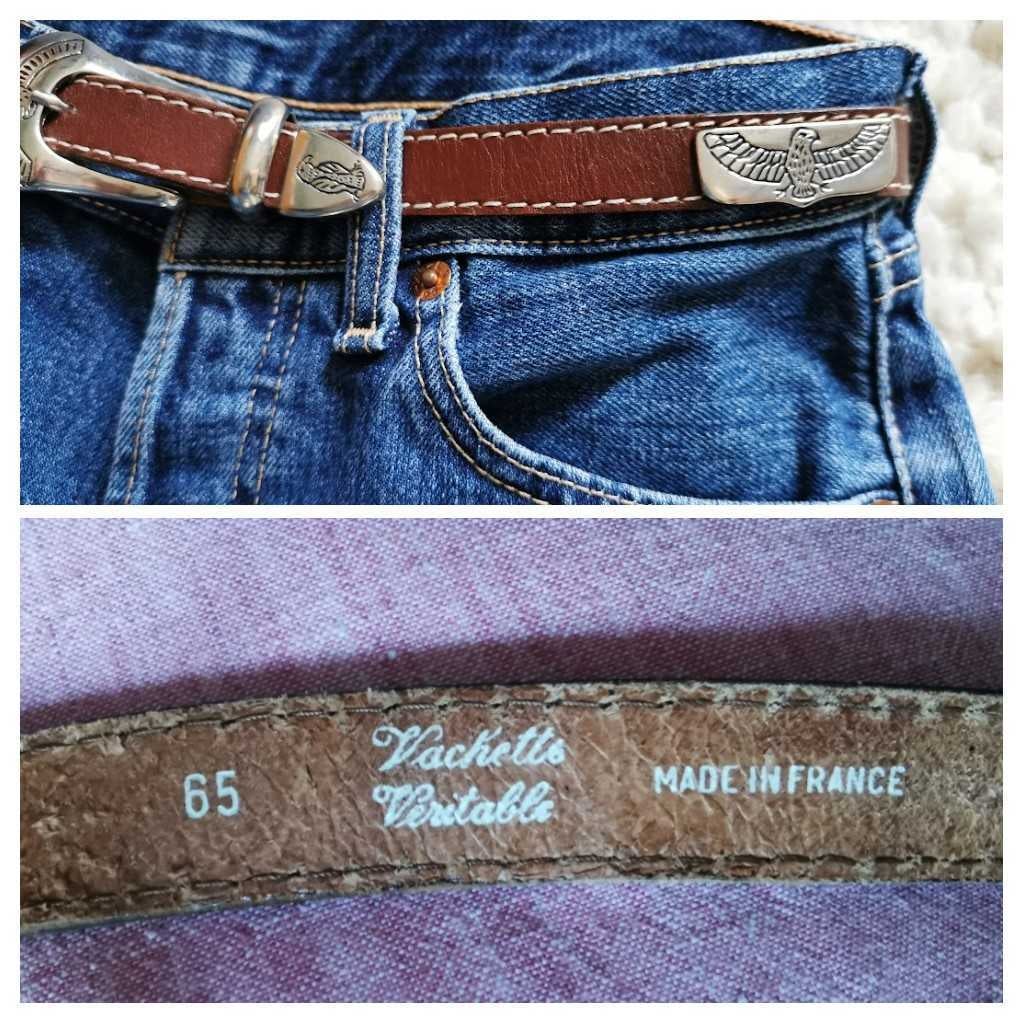 65
Vachette
Véritable
MADE IN FRANCE